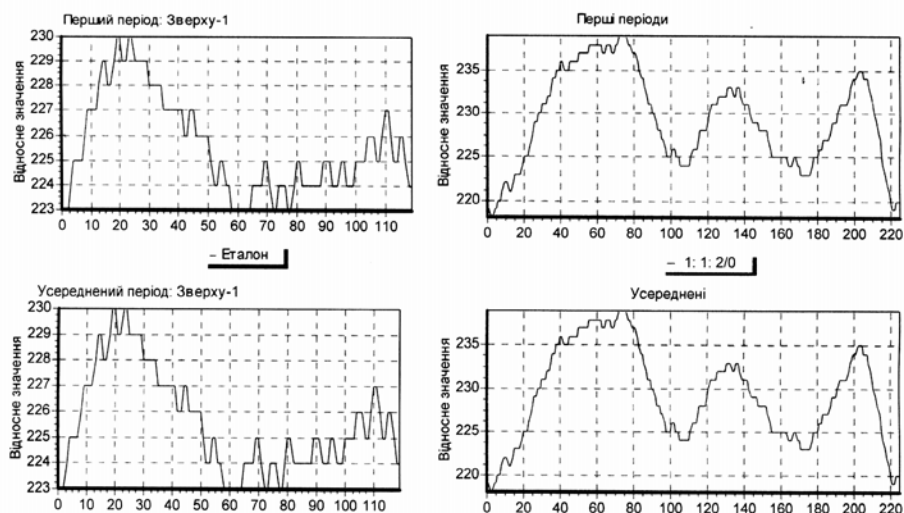 Перший період: Зверху-1
Відносне значення
230
229
228
227
226
225
224
223
0 10 20 30 40 50 60 70 80 90 100 110
– Еталон
Перші періоди
Відносне значення
235
230
225
220
0 20 40 60 80 100 120 140 160 180 200 220
– 1: 1: 2/0
Усереднений період: Зверху-1
Відносне значення
230
229
228
227
226
225
224
223
0 10 20 30 40 50 60 70 80 90 100 110
Усереднені
Відносне значення
235
230
225
220
0 20 40 60 80 100 120 140 160 180 200 220